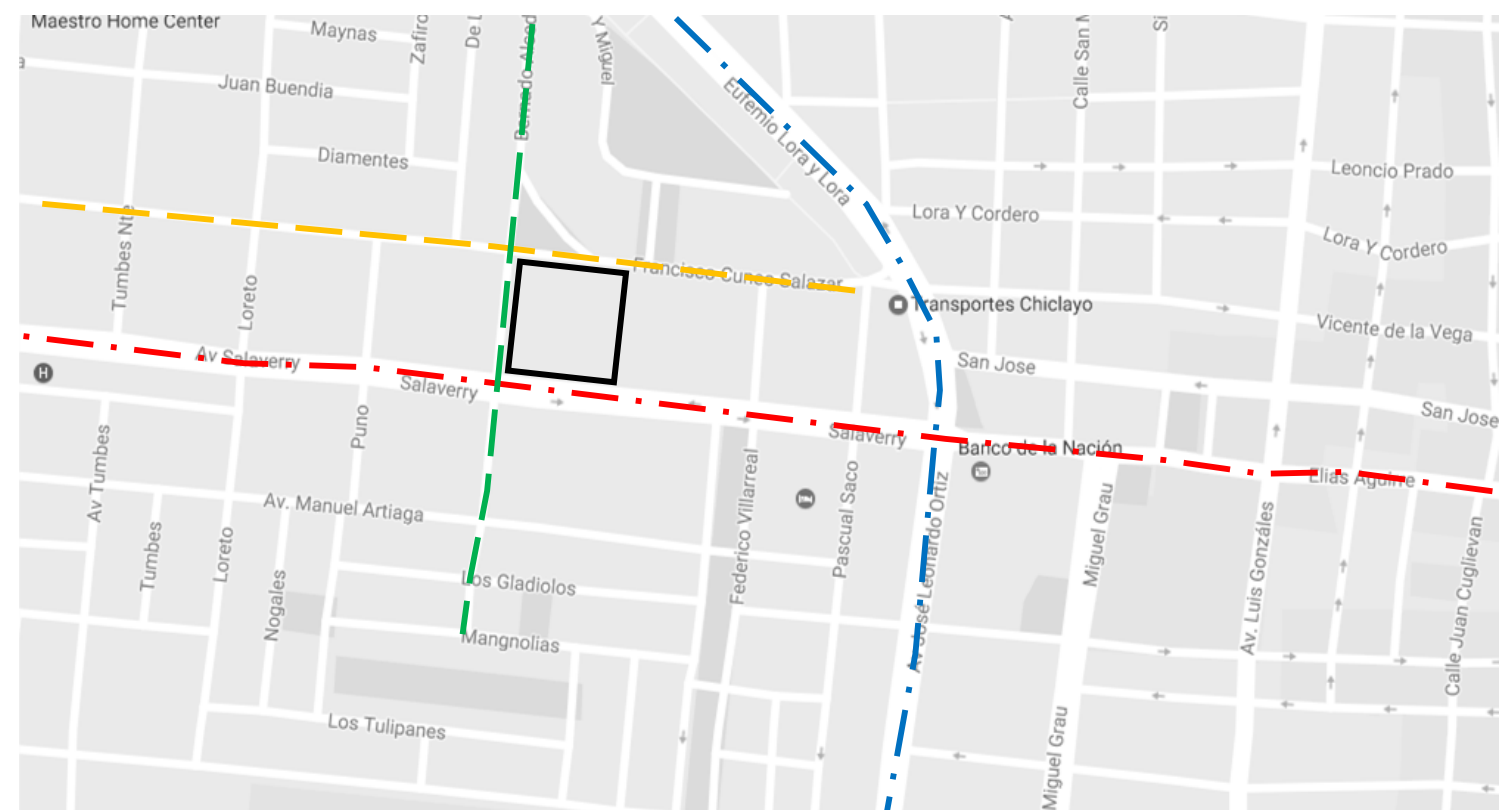 Maestro Home Center
Maynas
Zafiro
De L
Y Miguel
Calle San M
Juan Buendia
Eufemio Lora y Lora
Diamentes
Leoncio Prado
Lora Y Cordero
Lora Y Cordero
Tumbes Nte
Loreto
Francisco Cuneo Salazar
Transportes Chiclayo
Vicente de la Vega
Av Salaverry
Salaverry
San Jose
San Jose
H
Puno
Salaverry
Banco de la Nación
Elias Aguirre
Av Tumbes
Av. Manuel Artiaga
Federico Villarreal
Pascual Saco
Av José Leonardo Ortiz
Miguel Grau
Av. Luis Gonzáles
Calle Juan Cuglievan
Tumbes
Loreto
Nogales
Los Gladiolos
Mangnolias
Los Tulipanes
Miguel Grau